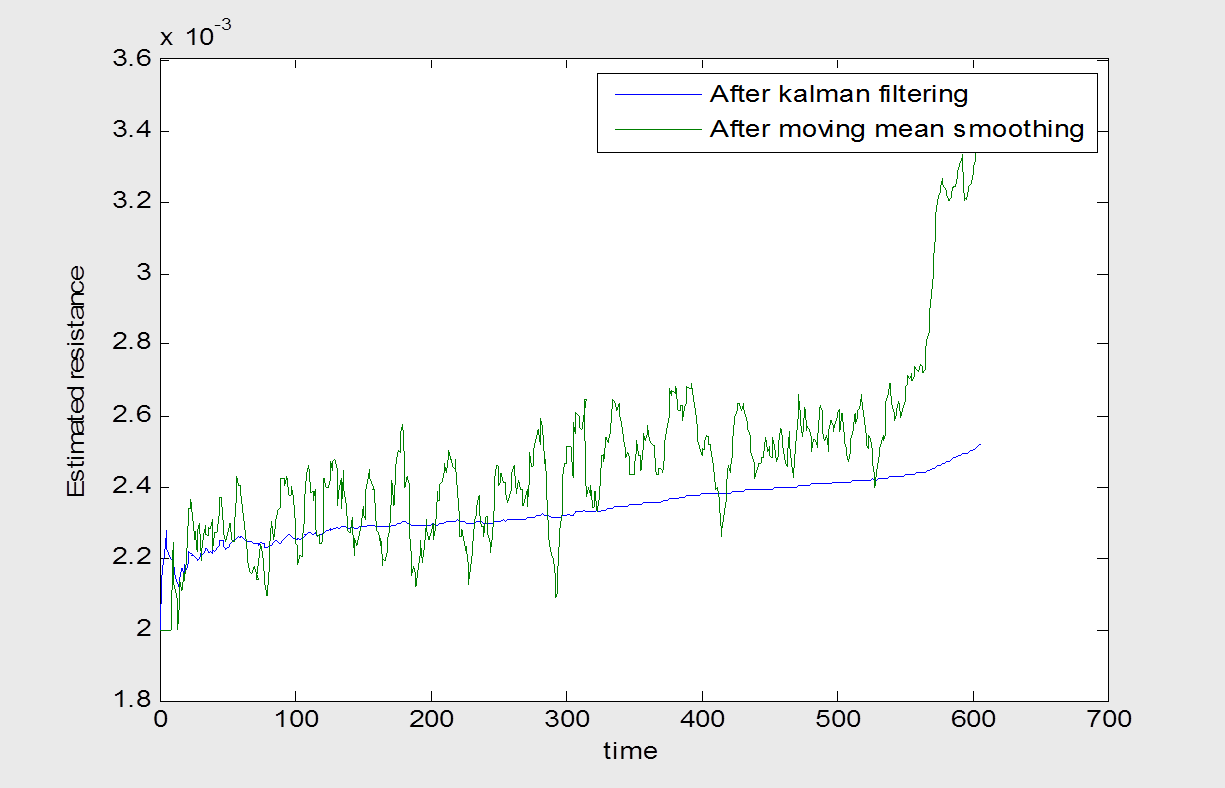 x 10-3
3.6
3.4
3.2
3
2.8
2.6
2.4
2.2
2
1.8
After kalman filtering
After moving mean smoothing
Estimated resistance
0 100 200 300 400 500 600 700
time